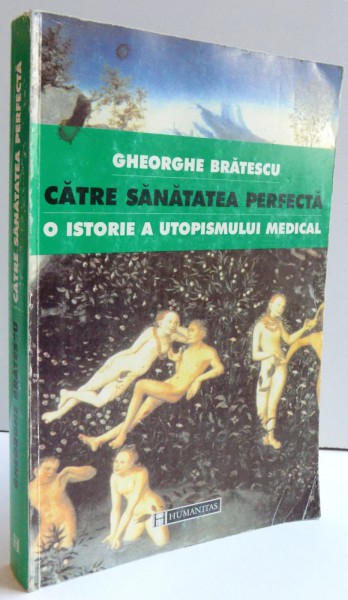 GHEORGHE BRĂTESCU
CĂTRE SĂNĂTATEA PERFECTĂ
O ISTORIE A UTOPISMULUI MEDICAL
H HUMANITAS
GHEORGHE BRĂTESCU CĂTRE SĂNĂTATEA PERFECTĂ